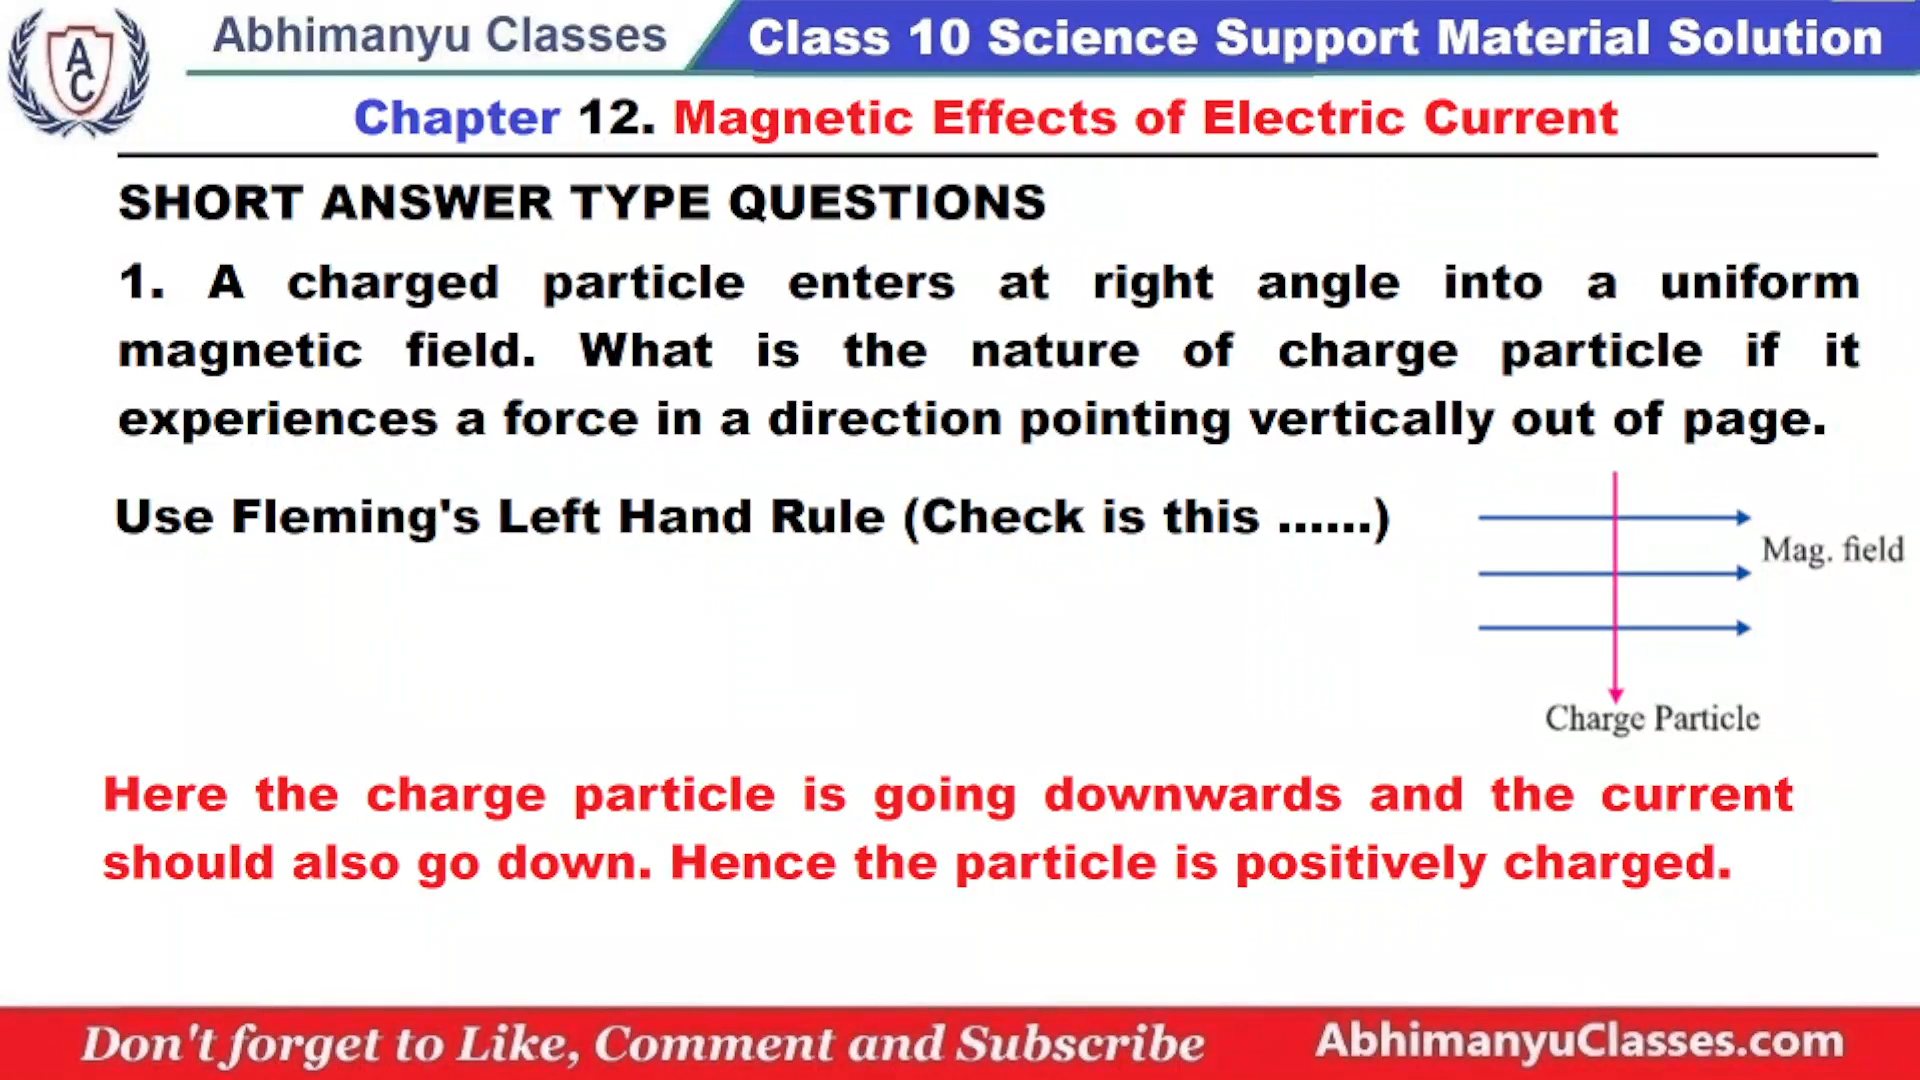 AC
Abhimanyu Classes
Class 10 Science Support Material Solution
Chapter 12. Magnetic Effects of Electric Current
SHORT ANSWER TYPE QUESTIONS
1. A charged particle enters at right angle into a uniform
magnetic field. What is the nature of charge particle if it
experiences a force in a direction pointing vertically out of page.
Use Fleming's Left Hand Rule (Check is this ......)
Mag. field
Charge Particle
Here the charge particle is going downwards and the current
should also go down. Hence the particle is positively charged.
Don't forget to Like, Comment and Subscribe
AbhimanyuClasses.com